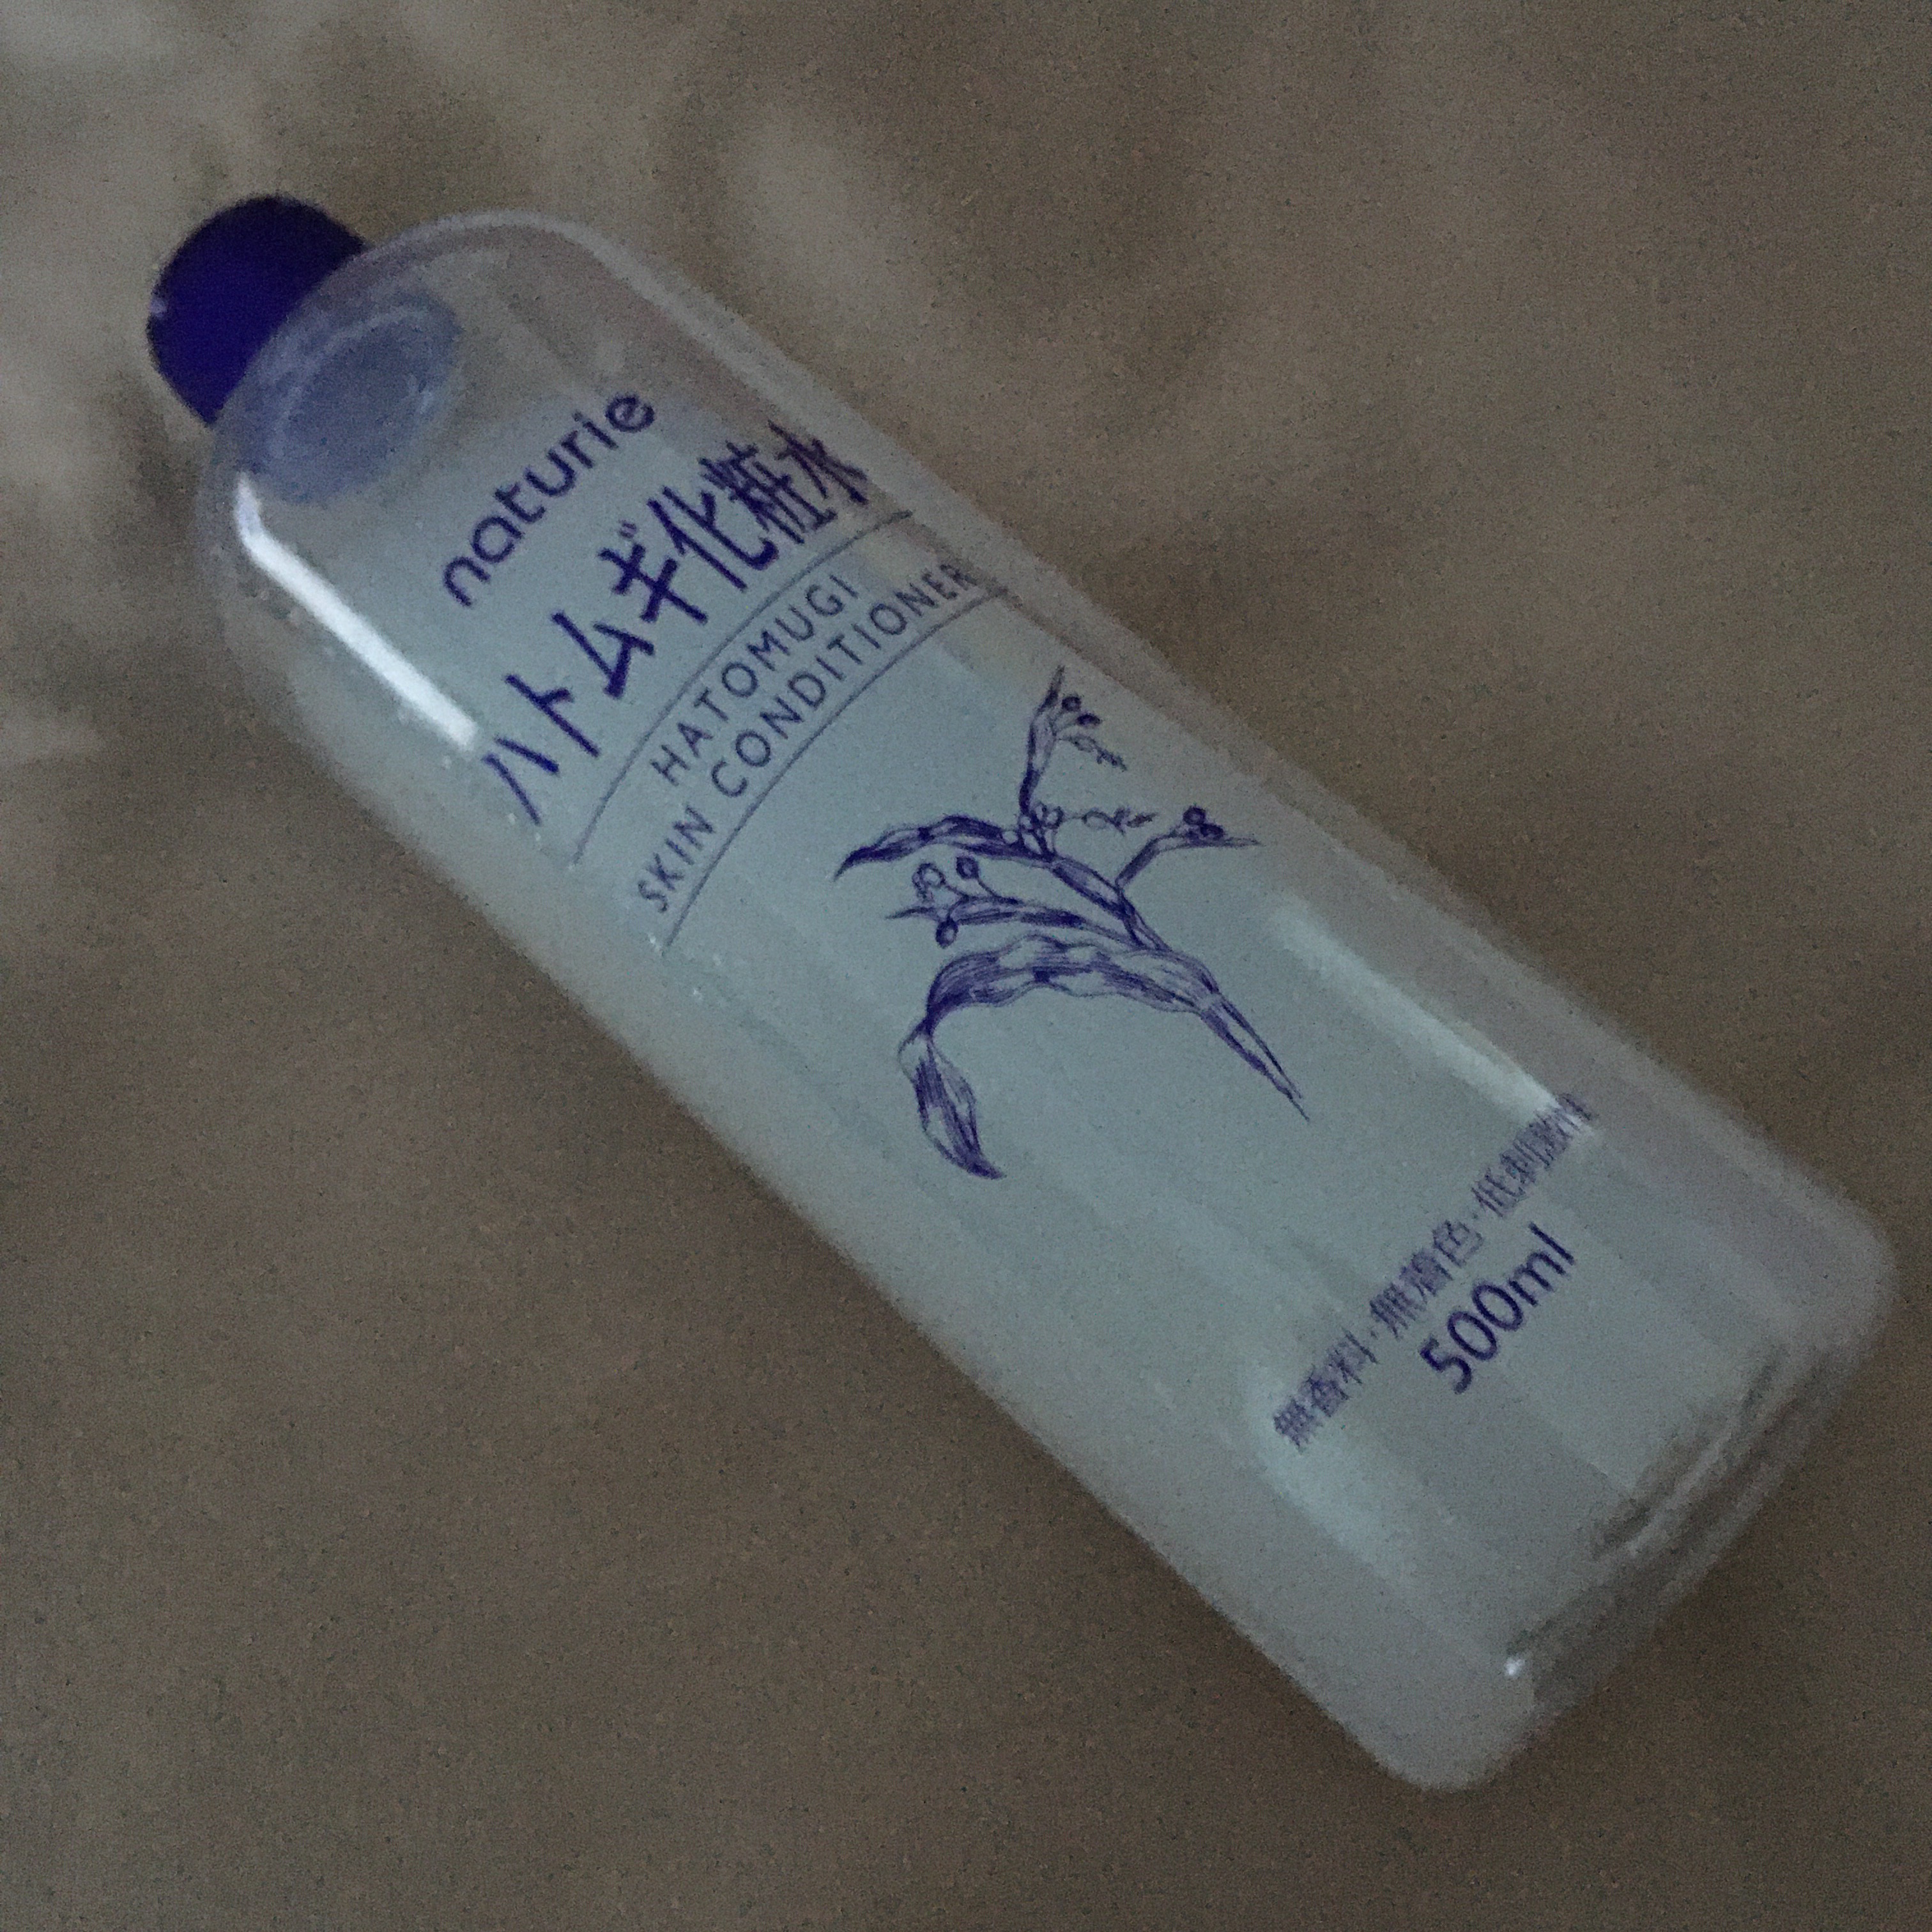 naturie
ハトムギ化粧水
HATOMUGI
SKIN CONDITIONER
無香料・無着色・低刺激性
500ml